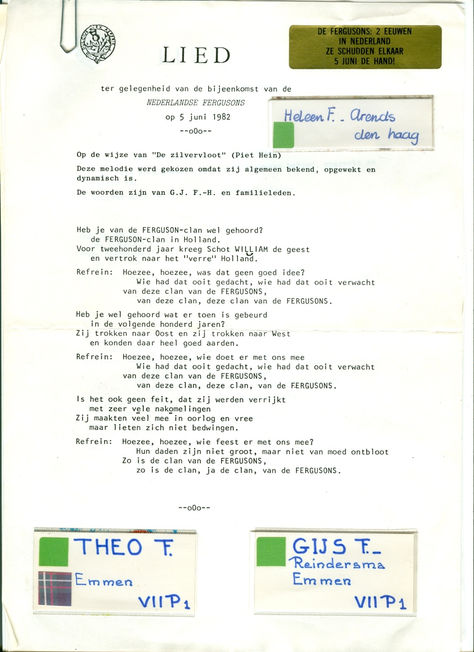 LIED
DE FERGUSONS: 2 EEUWEN
IN NEDERLAND
ZE SCHUDDEN ELKAAR
5 JUNI DE HAND!
ter gelegenheid van de bijeenkomst van de
NEDERLANDSE FERGUSONS
op 5 juni 1982
--oOo--
Heleen F. - Arends
den haag
Op de wijze van "De zilvervloot" (Piet Hein)
Deze melodie werd gekozen omdat zij algemeen bekend, opgewekt en
dynamisch is.
De woorden zijn van G.J. F.-H. en familieleden.
Heb je van de FERGUSON-clan wel gehoord?
de FERGUSON-clan in Holland.
Voor tweehonderd jaar kreeg Schot WILLIAM de geest
en vertrok naar het "verre" Holland.
Refrein: Hoezee, hoezee, was dat geen goed idee?
Wie had dat ooit gedacht, wie had dat ooit verwacht
van deze clan van de FERGUSONS,
van deze clan, deze clan van de FERGUSONS.
Heb je wel gehoord wat er toen is gebeurd
in de volgende honderd jaren?
Zij trokken naar Oost en zij trokken naar West
en konden daar heel goed aarden.
Refrein: Hoezee, hoezee, wie doet er met ons mee
Wie had dat ooit gedacht, wie had dat ooit verwacht
van deze clan, van de FERGUSONS,
van deze clan, deze clan, van de FERGUSONS.
Is het ook geen feit, dat zij werden verrijkt
met zeer vele nakomelingen
Zij maakten veel mee in oorlog en vree
maar lieten zich niet bedwingen.
Refrein: Hoezee, hoezee, wie feest er met ons mee?
Hun daden zijn niet groot, maar niet van moed ontbloot
Zo is de clan van de FERGUSONS,
zo is de clan, ja de clan, van de FERGUSONS.
--oOo--
THEO F.
Emmen
VII P1
GIJS F. -
Reindersma
Emmen
VII P1